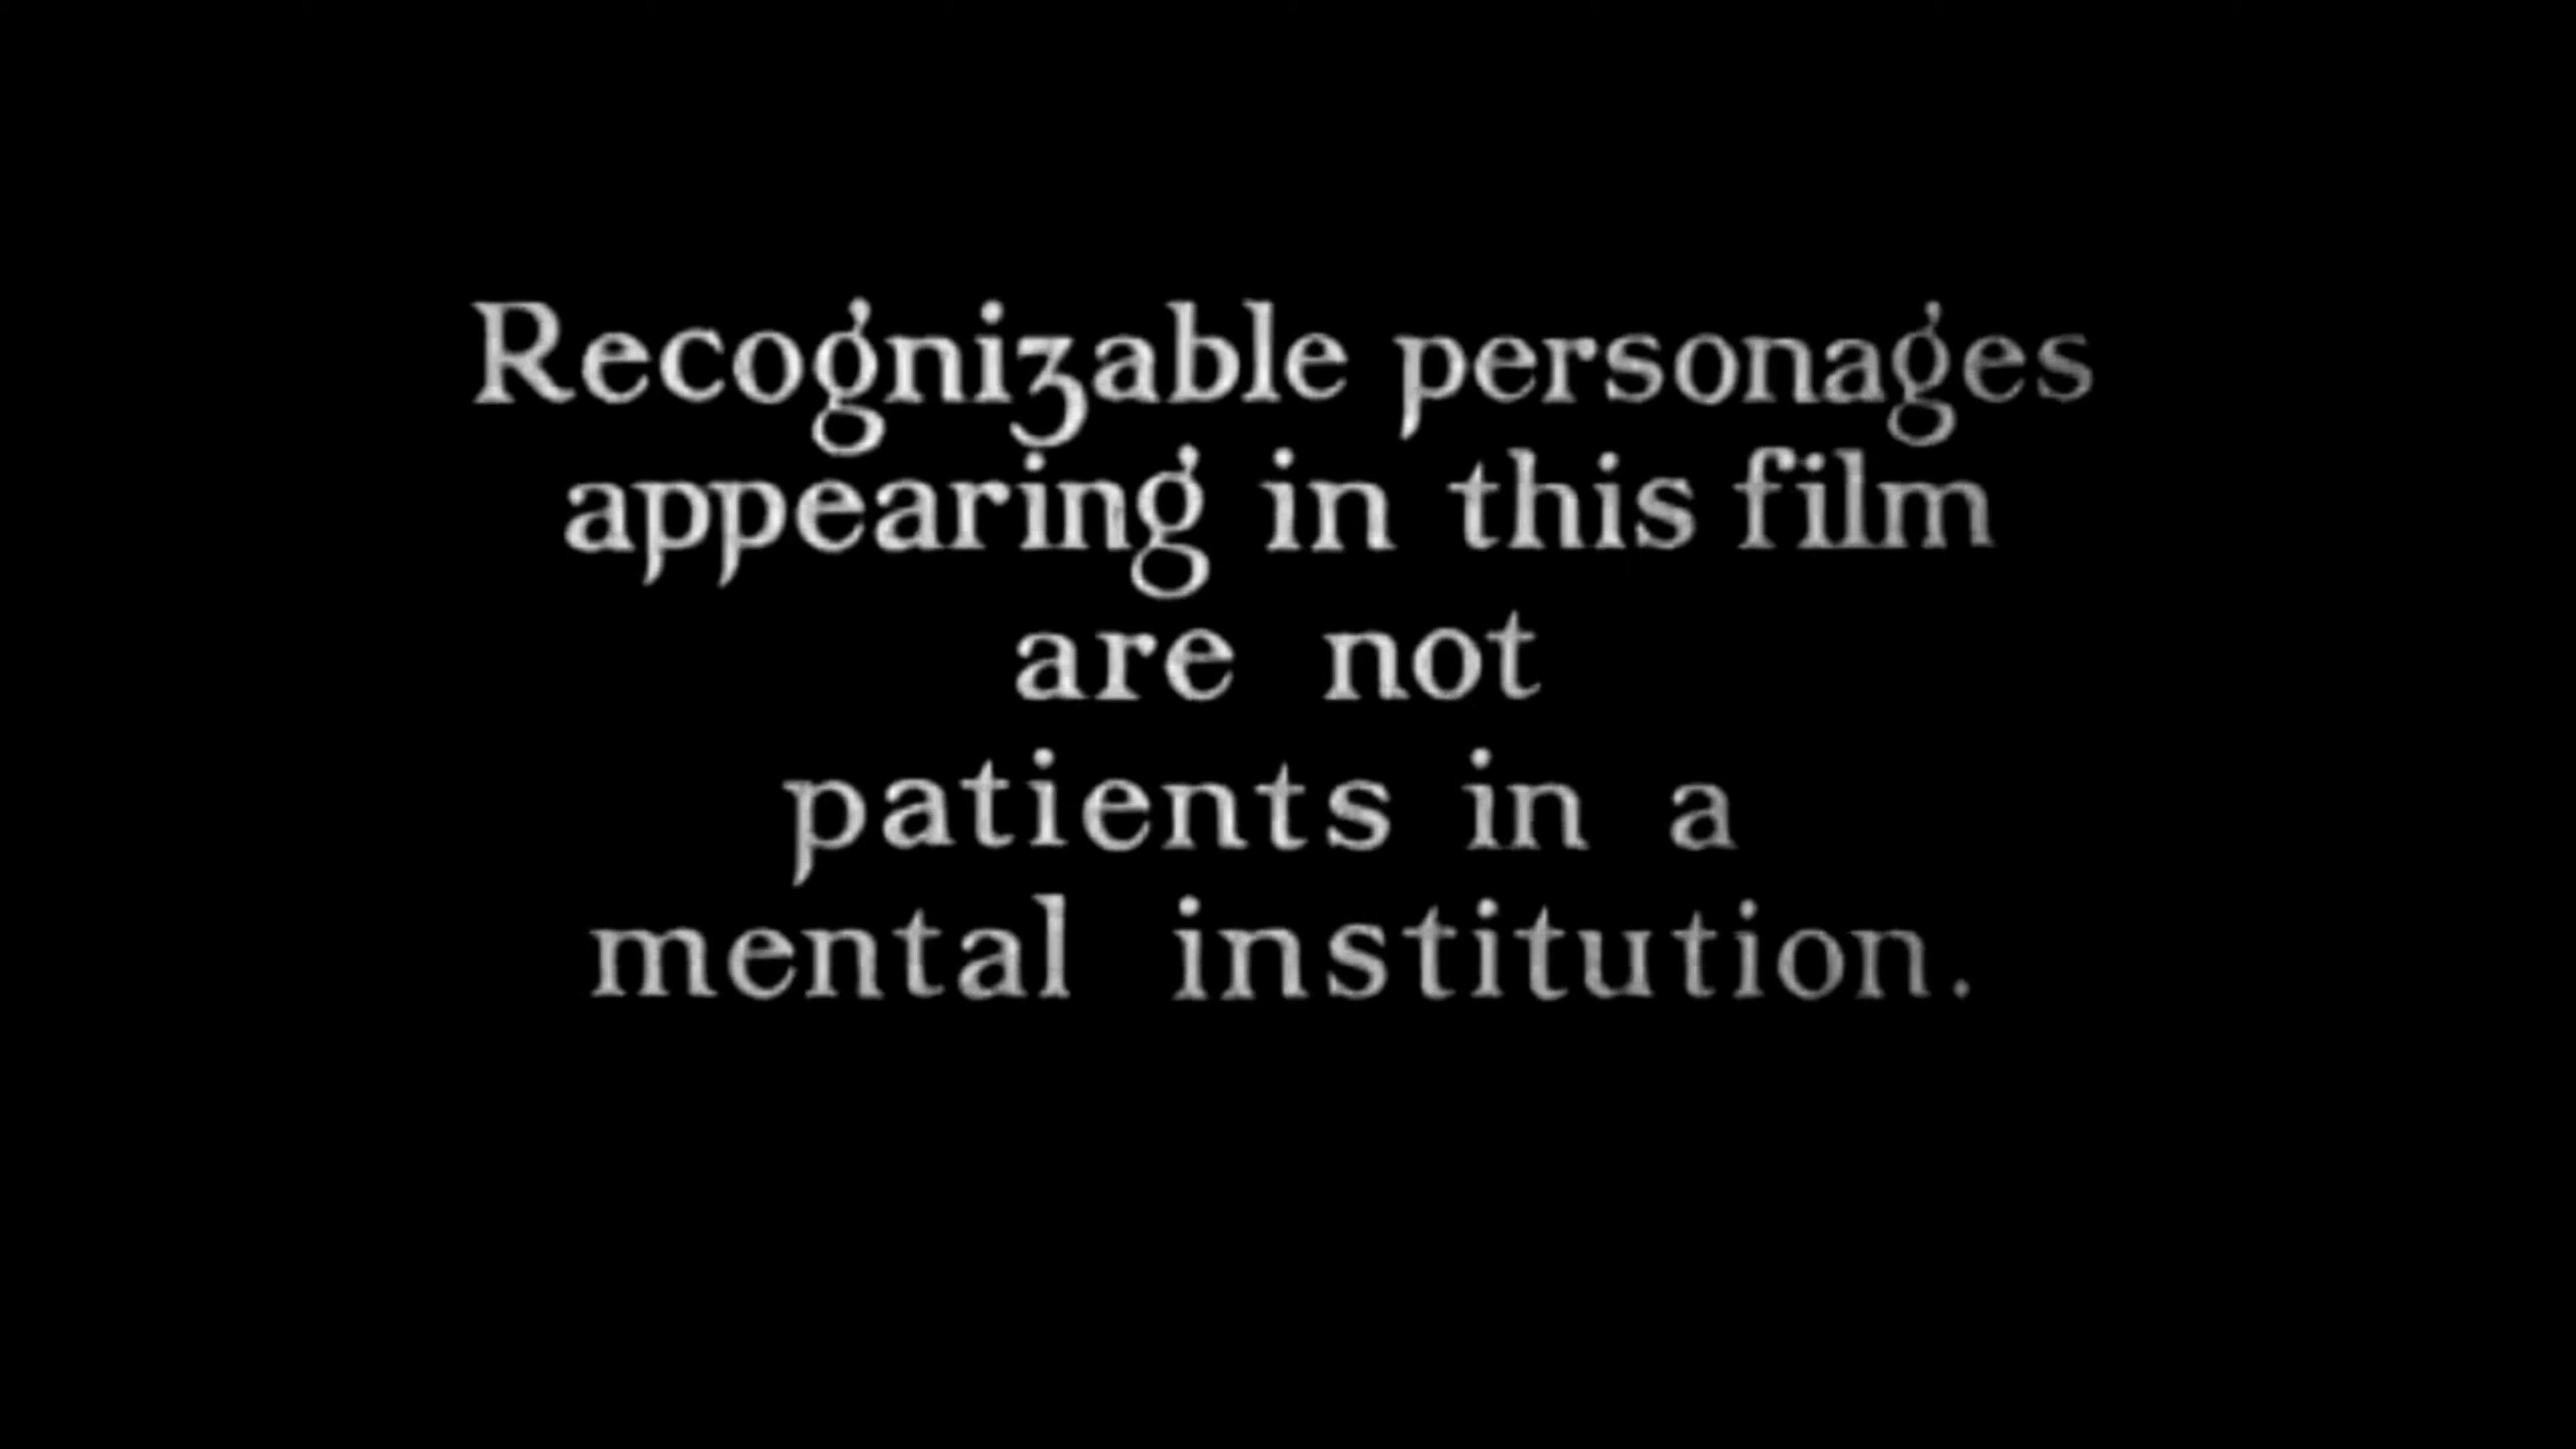 Recognizable personages
appearing in this film
are not
patients in a
mental institution.